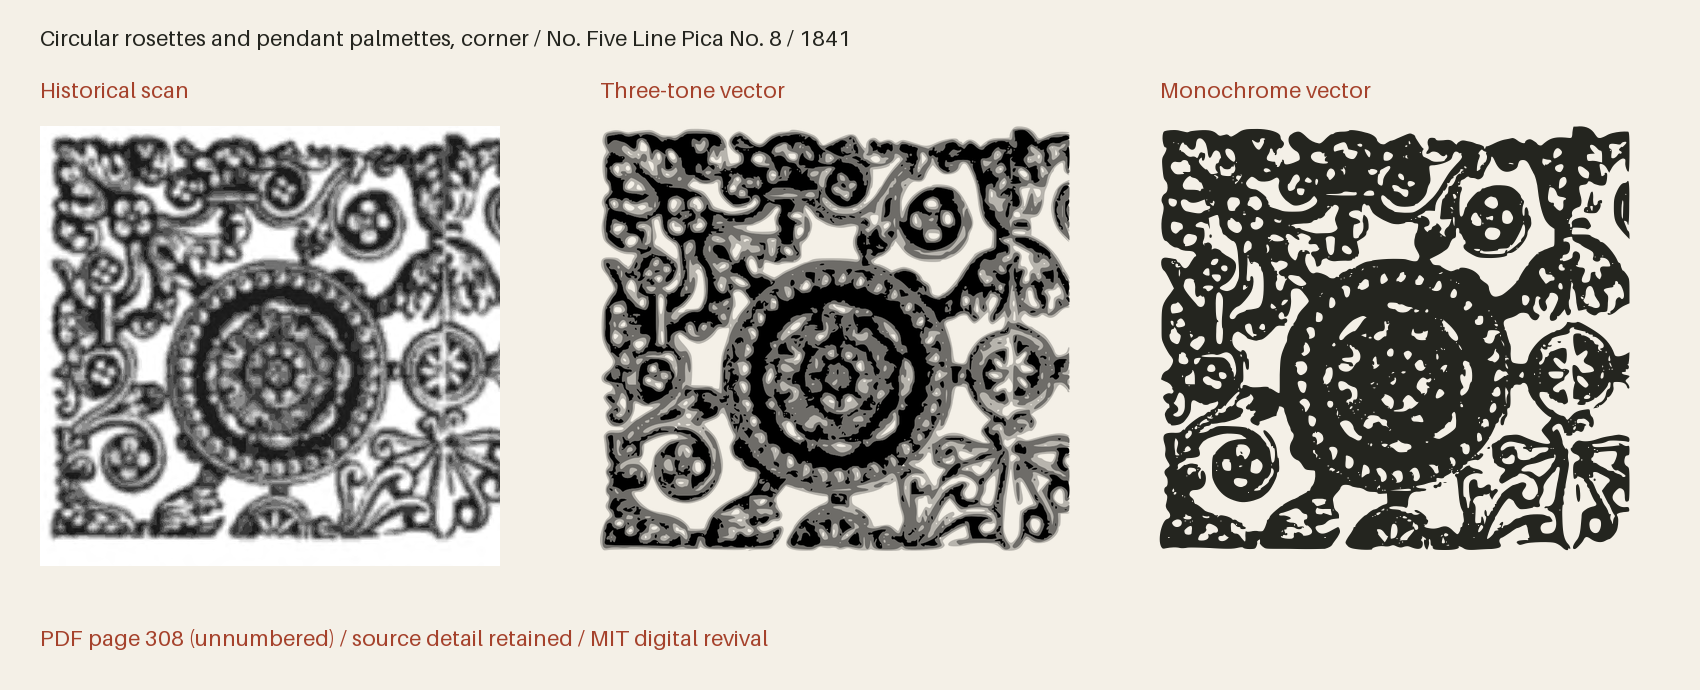 Circular rosettes and pendant palmettes, corner / No. Five Line Pica No. 8 / 1841
Historical scan
Three-tone vector
Monochrome vector
PDF page 308 (unnumbered) / source detail retained / MIT digital revival